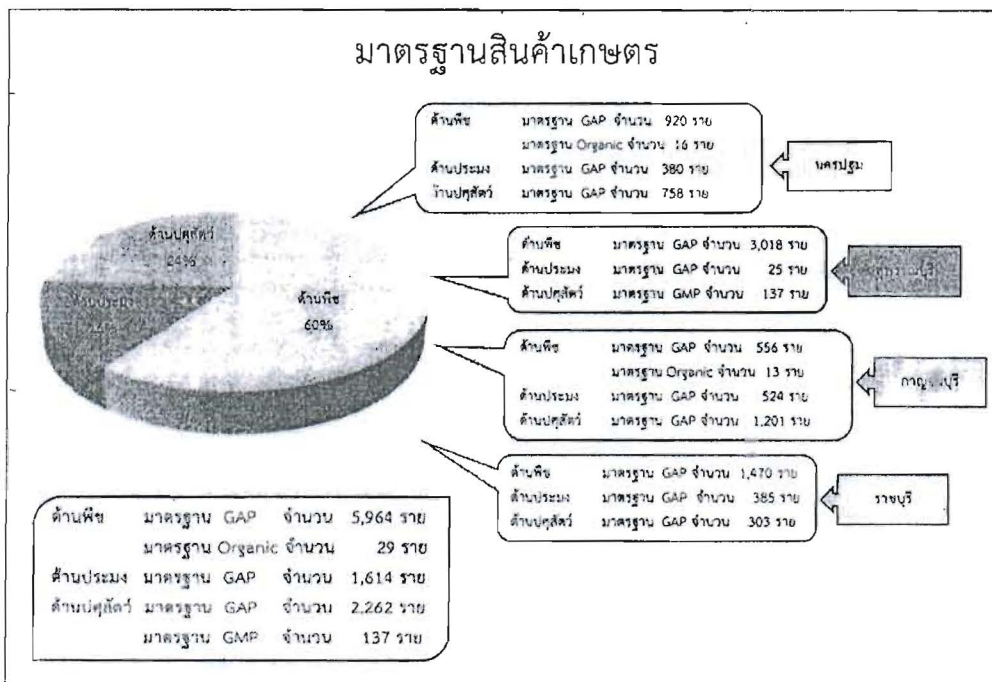 มาตรฐานสินค้าเกษตร
ด้านพืช มาตรฐาน GAP จำนวน 920 ราย
มาตรฐาน Organic จำนวน 16 ราย
ด้านประมง มาตรฐาน GAP จำนวน 380 ราย
ด้านปศุสัตว์ มาตรฐาน GAP จำนวน 758 ราย
นครปฐม
ด้านพืช มาตรฐาน GAP จำนวน 3,018 ราย
ด้านประมง มาตรฐาน GAP จำนวน 25 ราย
ด้านปศุสัตว์ มาตรฐาน GMP จำนวน 137 ราย
สุพรรณบุรี
ด้านปศุสัตว์
24%
ด้านประมง
ด้านพืช
60%
ด้านพืช มาตรฐาน GAP จำนวน 556 ราย
มาตรฐาน Organic จำนวน 13 ราย
ด้านประมง มาตรฐาน GAP จำนวน 524 ราย
ด้านปศุสัตว์ มาตรฐาน GAP จำนวน 1,201 ราย
กาญจนบุรี
ด้านพืช มาตรฐาน GAP จำนวน 1,470 ราย
ด้านประมง มาตรฐาน GAP จำนวน 385 ราย
ด้านปศุสัตว์ มาตรฐาน GAP จำนวน 303 ราย
ราชบุรี
ด้านพืช มาตรฐาน GAP จำนวน 5,964 ราย
มาตรฐาน Organic จำนวน 29 ราย
ด้านประมง มาตรฐาน GAP จำนวน 1,614 ราย
ด้านปศุสัตว์ มาตรฐาน GAP จำนวน 2,262 ราย
มาตรฐาน GMP จำนวน 137 ราย